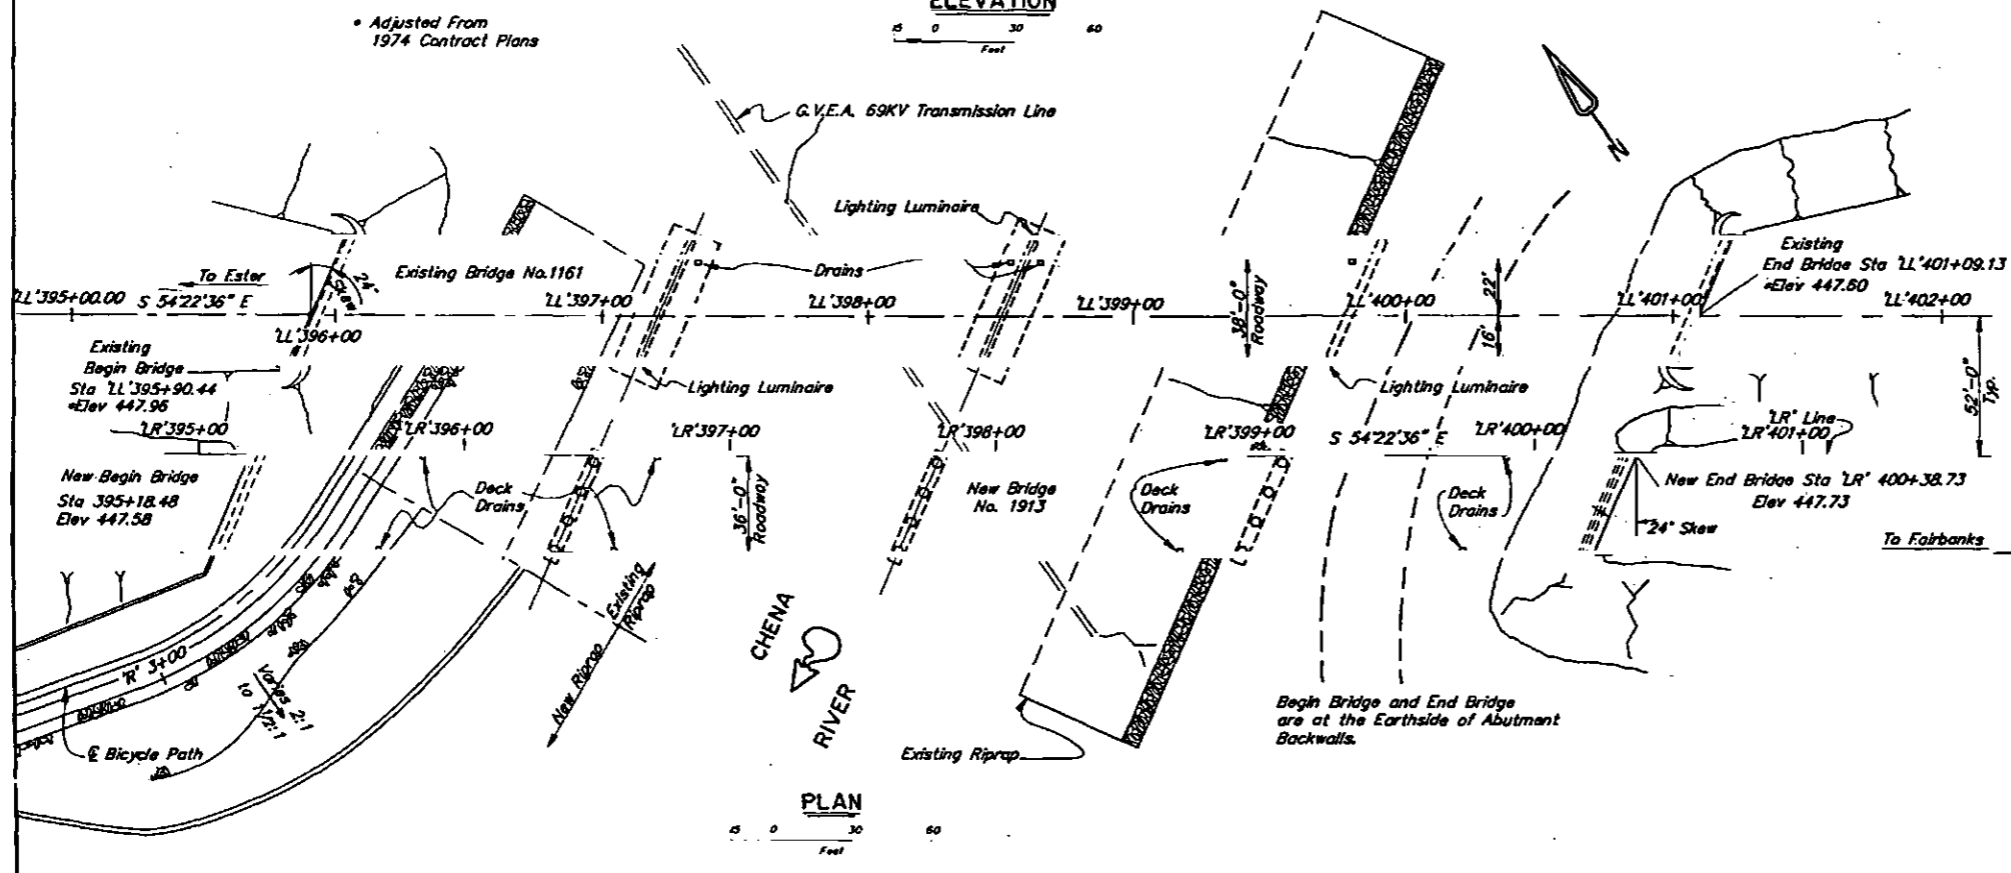 ELEVATION
• Adjusted From
1974 Contract Plans
15 0 30 60
Feet
G.V.E.A. 69KV Transmission Line
N
Lighting Luminaire
To Ester
24°
Skew
Existing Bridge No.1161
Drains
Existing
End Bridge Sta 'LL'401+09.13
•Elev 447.60
'LL'395+00.00
S 54°22'36" E
'LL'396+00
'LL'397+00
'LL'398+00
'LL'399+00
38'-0"
Roadway
'LL'400+00
22'
16'
'LL'401+00
'LL'402+00
Existing
Begin Bridge
Sta 'LL'395+90.44
•Elev 447.96
Lighting Luminaire
Lighting Luminaire
52'-0"
Typ.
'LR'395+00
'LR'396+00
'LR'397+00
'LR'398+00
'LR'399+00
S 54°22'36" E
'LR'400+00
'LR' Line
'LR'401+00
New Begin Bridge
Sta 395+18.48
Elev 447.58
Deck
Drains
36'-0"
Roadway
New Bridge
No. 1913
Deck
Drains
Deck
Drains
New End Bridge Sta 'LR' 400+38.73
Elev 447.73
24° Skew
To Fairbanks
Existing
Riprap
New Riprap
CHENA
RIVER
'R' 3+00
Varies 2:1
to 1 1/2:1
℄ Bicycle Path
Existing Riprap
Begin Bridge and End Bridge
are at the Earthside of Abutment
Backwalls.
PLAN
15 0 30 60
Feet